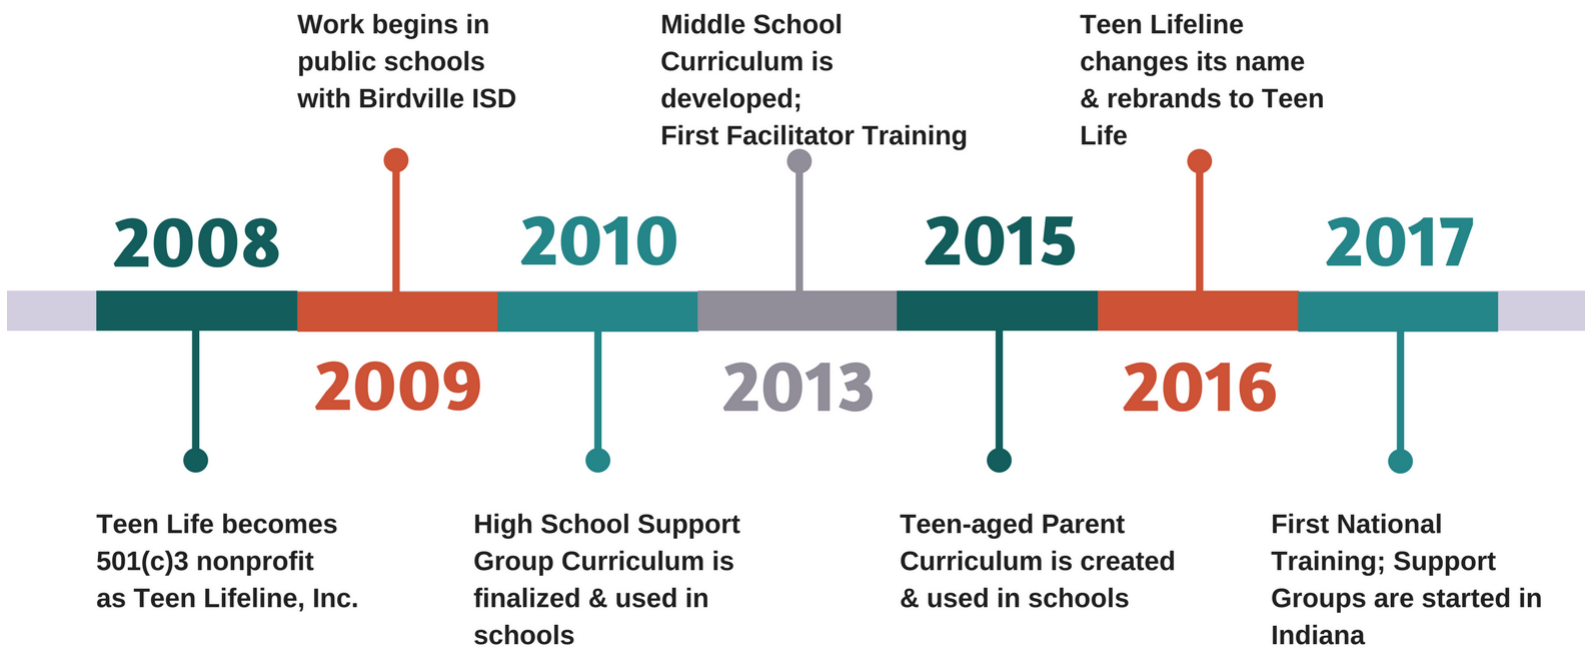 Work begins in
public schools
with Birdville ISD
Middle School
Curriculum is
developed;
First Facilitator Training
Teen Lifeline
changes its name
& rebrands to Teen
Life
2008
2010
2015
2017
2009
2013
2016
Teen Life becomes
501(c)3 nonprofit
as Teen Lifeline, Inc.
High School Support
Group Curriculum is
finalized & used in
schools
Teen-aged Parent
Curriculum is created
& used in schools
First National
Training; Support
Groups are started in
Indiana